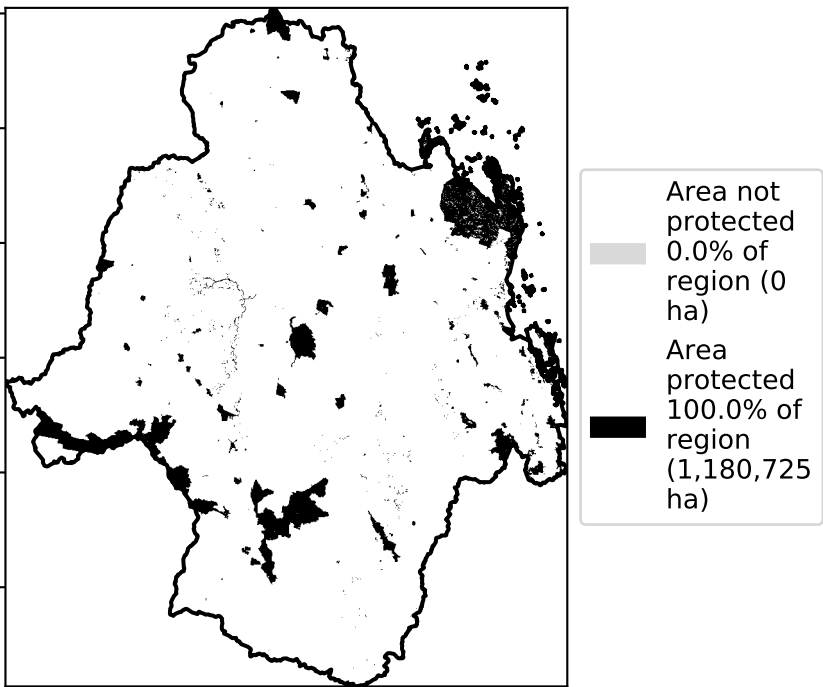 Area not
protected
0.0% of
region (0
ha)
Area
protected
100.0% of
region
(1,180,725
ha)